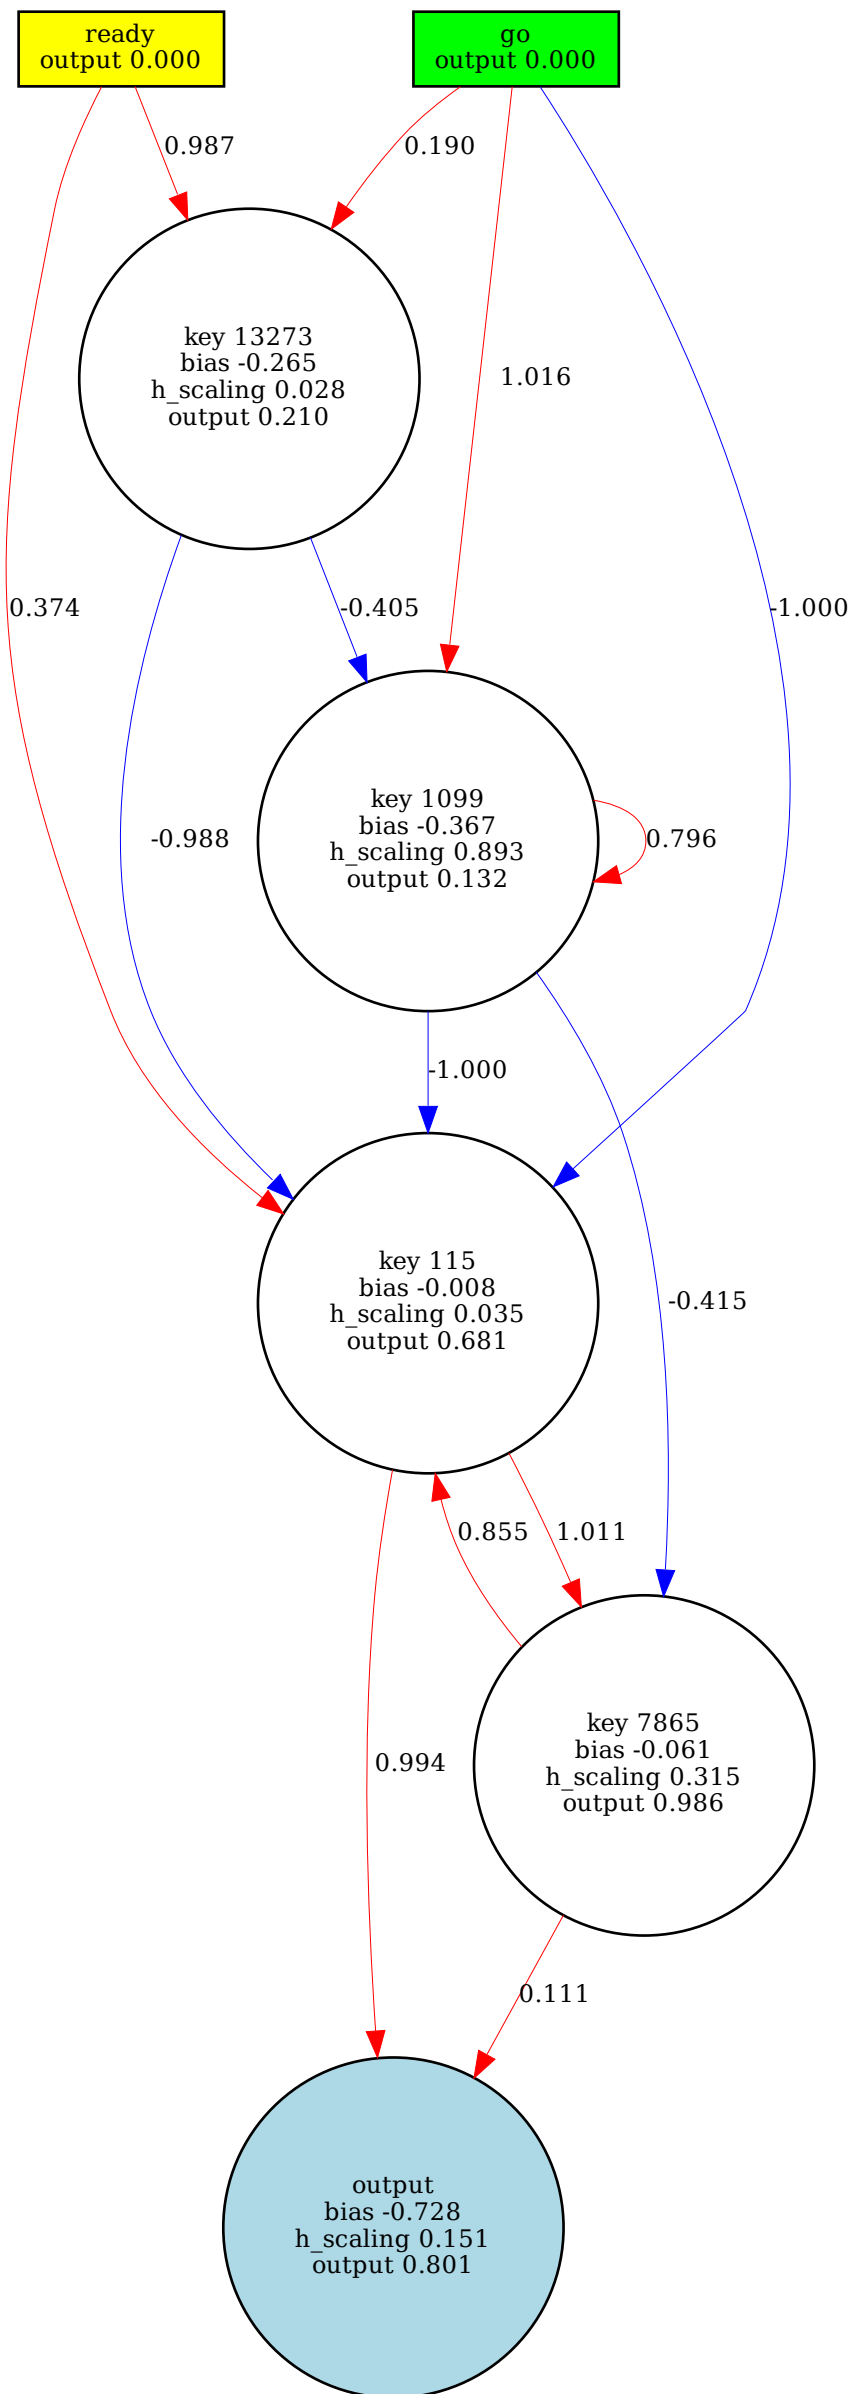 ready
output 0.000
go
output 0.000
0.987
0.190
key 13273
bias -0.265
h_scaling 0.028
output 0.210
1.016
0.374
-0.405
-1.000
key 1099
bias -0.367
h_scaling 0.893
output 0.132
-0.988
0.796
-1.000
key 115
bias -0.008
h_scaling 0.035
output 0.681
-0.415
0.855
1.011
key 7865
bias -0.061
h_scaling 0.315
output 0.986
0.994
0.111
output
bias -0.728
h_scaling 0.151
output 0.801